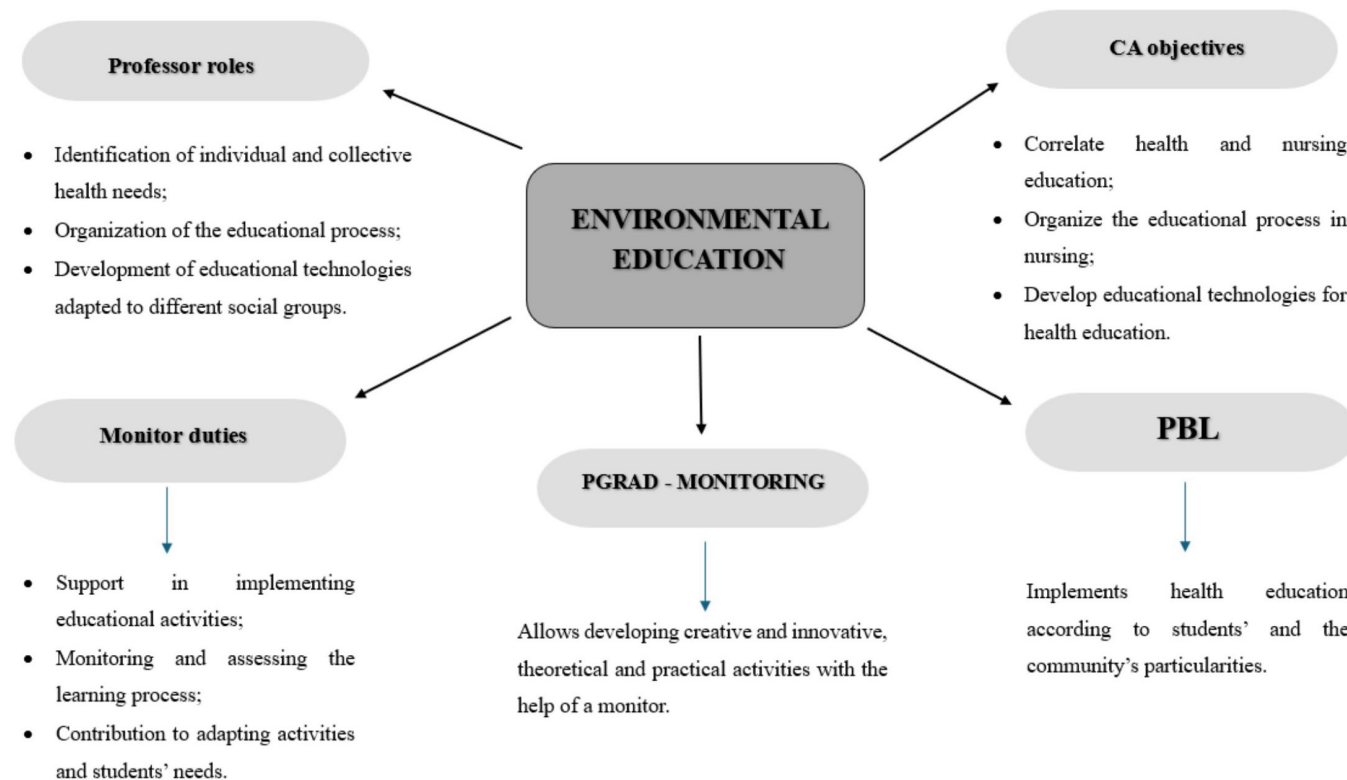 Professor roles
• Identification of individual and collective
health needs;
• Organization of the educational process;
• Development of educational technologies
adapted to different social groups.
CA objectives
• Correlate health and nursing
education;
• Organize the educational process in
nursing;
• Develop educational technologies for
health education.
ENVIRONMENTAL
EDUCATION
Monitor duties
• Support in implementing
educational activities;
• Monitoring and assessing the
learning process;
• Contribution to adapting activities
and students' needs.
PGRAD - MONITORING
Allows developing creative and innovative,
theoretical and practical activities with the
help of a monitor.
PBL
Implements health education
according to students' and the
community's particularities.